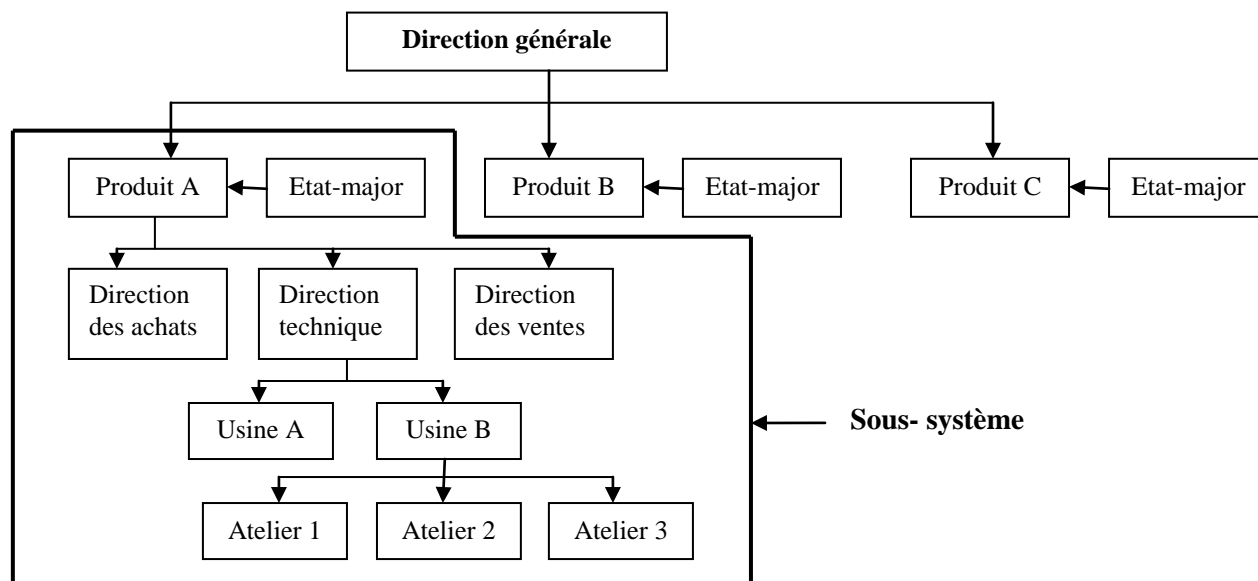 Direction générale
Produit A
Etat-major
Produit B
Etat-major
Produit C
Etat-major
Direction
des achats
Direction
technique
Direction
des ventes
Usine A
Usine B
Sous- système
Atelier 1
Atelier 2
Atelier 3